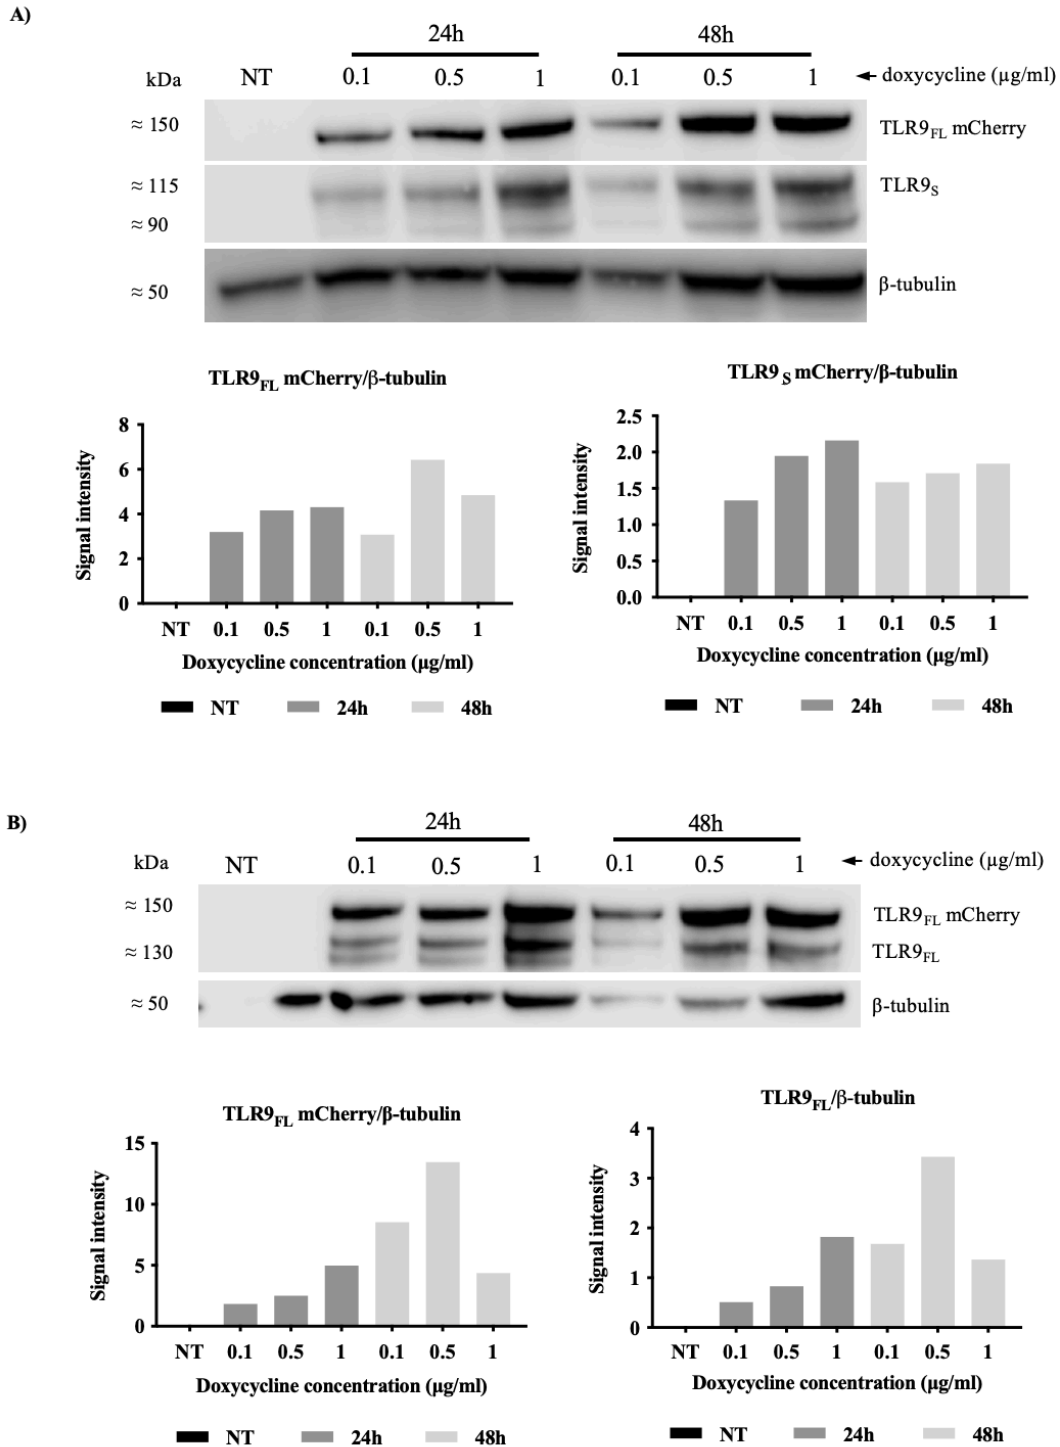 A)
24h 48h
kDa NT 0.1 0.5 1 0.1 0.5 1 ← doxycycline (µg/ml)
≈ 150 TLR9FL mCherry
≈ 115 TLR9S
≈ 90
≈ 50 β-tubulin
TLR9FL mCherry/β-tubulin
8
6
4
2
0
Signal intensity
NT 0.1 0.5 1 0.1 0.5 1
Doxycycline concentration (µg/ml)
NT 24h 48h
TLR9 S mCherry/β-tubulin
2.5
2.0
1.5
1.0
0.5
0.0
Signal intensity
NT 0.1 0.5 1 0.1 0.5 1
Doxycycline concentration (µg/ml)
NT 24h 48h
B)
24h 48h
kDa NT 0.1 0.5 1 0.1 0.5 1 ← doxycycline (µg/ml)
≈ 150 TLR9FL mCherry
≈ 130 TLR9FL
≈ 50 β-tubulin
TLR9FL mCherry/β-tubulin
15
10
5
0
Signal intensity
NT 0.1 0.5 1 0.1 0.5 1
Doxycycline concentration (µg/ml)
NT 24h 48h
TLR9FL/β-tubulin
4
3
2
1
0
Signal intensity
NT 0.1 0.5 1 0.1 0.5 1
Doxycycline concentration (µg/ml)
NT 24h 48h